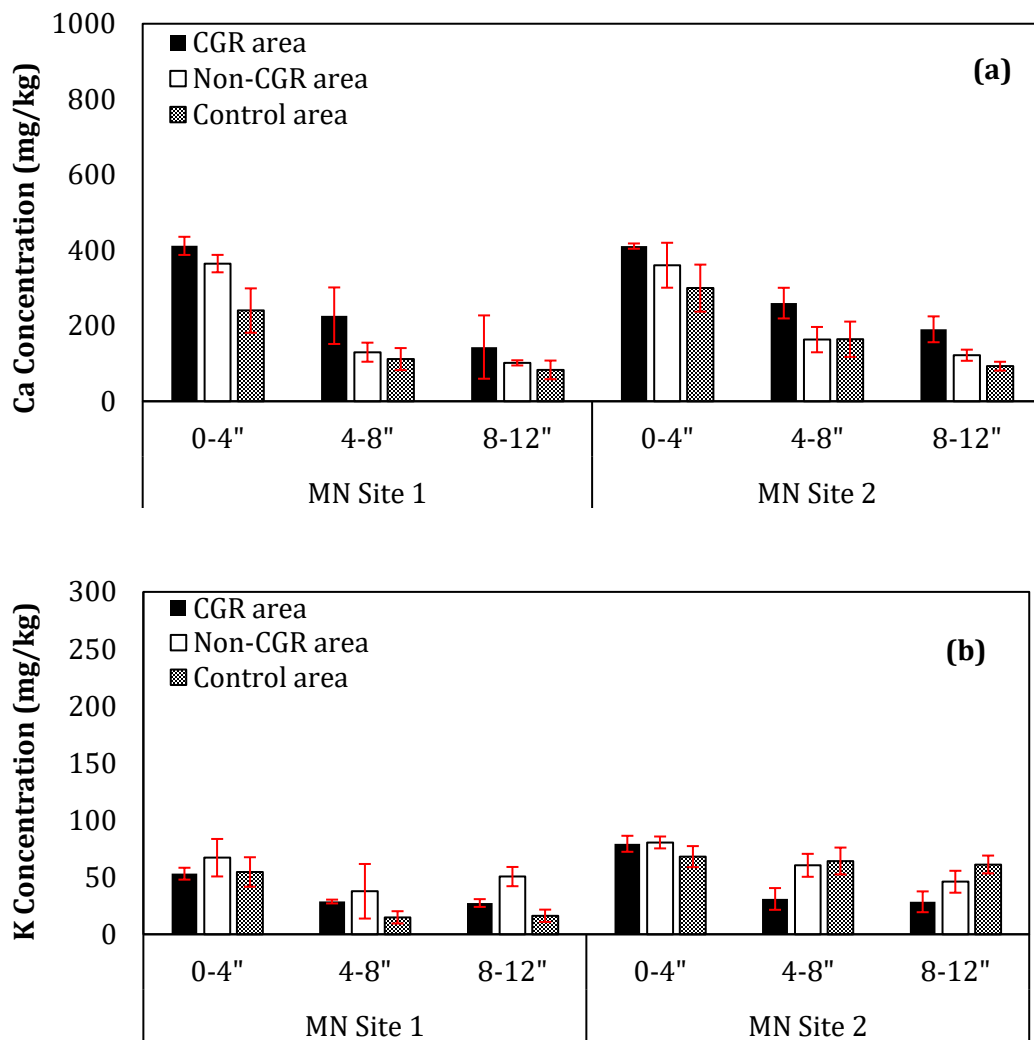 1000
800
600
400
200
0
Ca Concentration (mg/kg)
CGR area
Non-CGR area
Control area
(a)
0-4" 4-8" 8-12" 0-4" 4-8" 8-12"
MN Site 1 MN Site 2
300
250
200
150
100
50
0
K Concentration (mg/kg)
CGR area
Non-CGR area
Control area
(b)
0-4" 4-8" 8-12" 0-4" 4-8" 8-12"
MN Site 1 MN Site 2